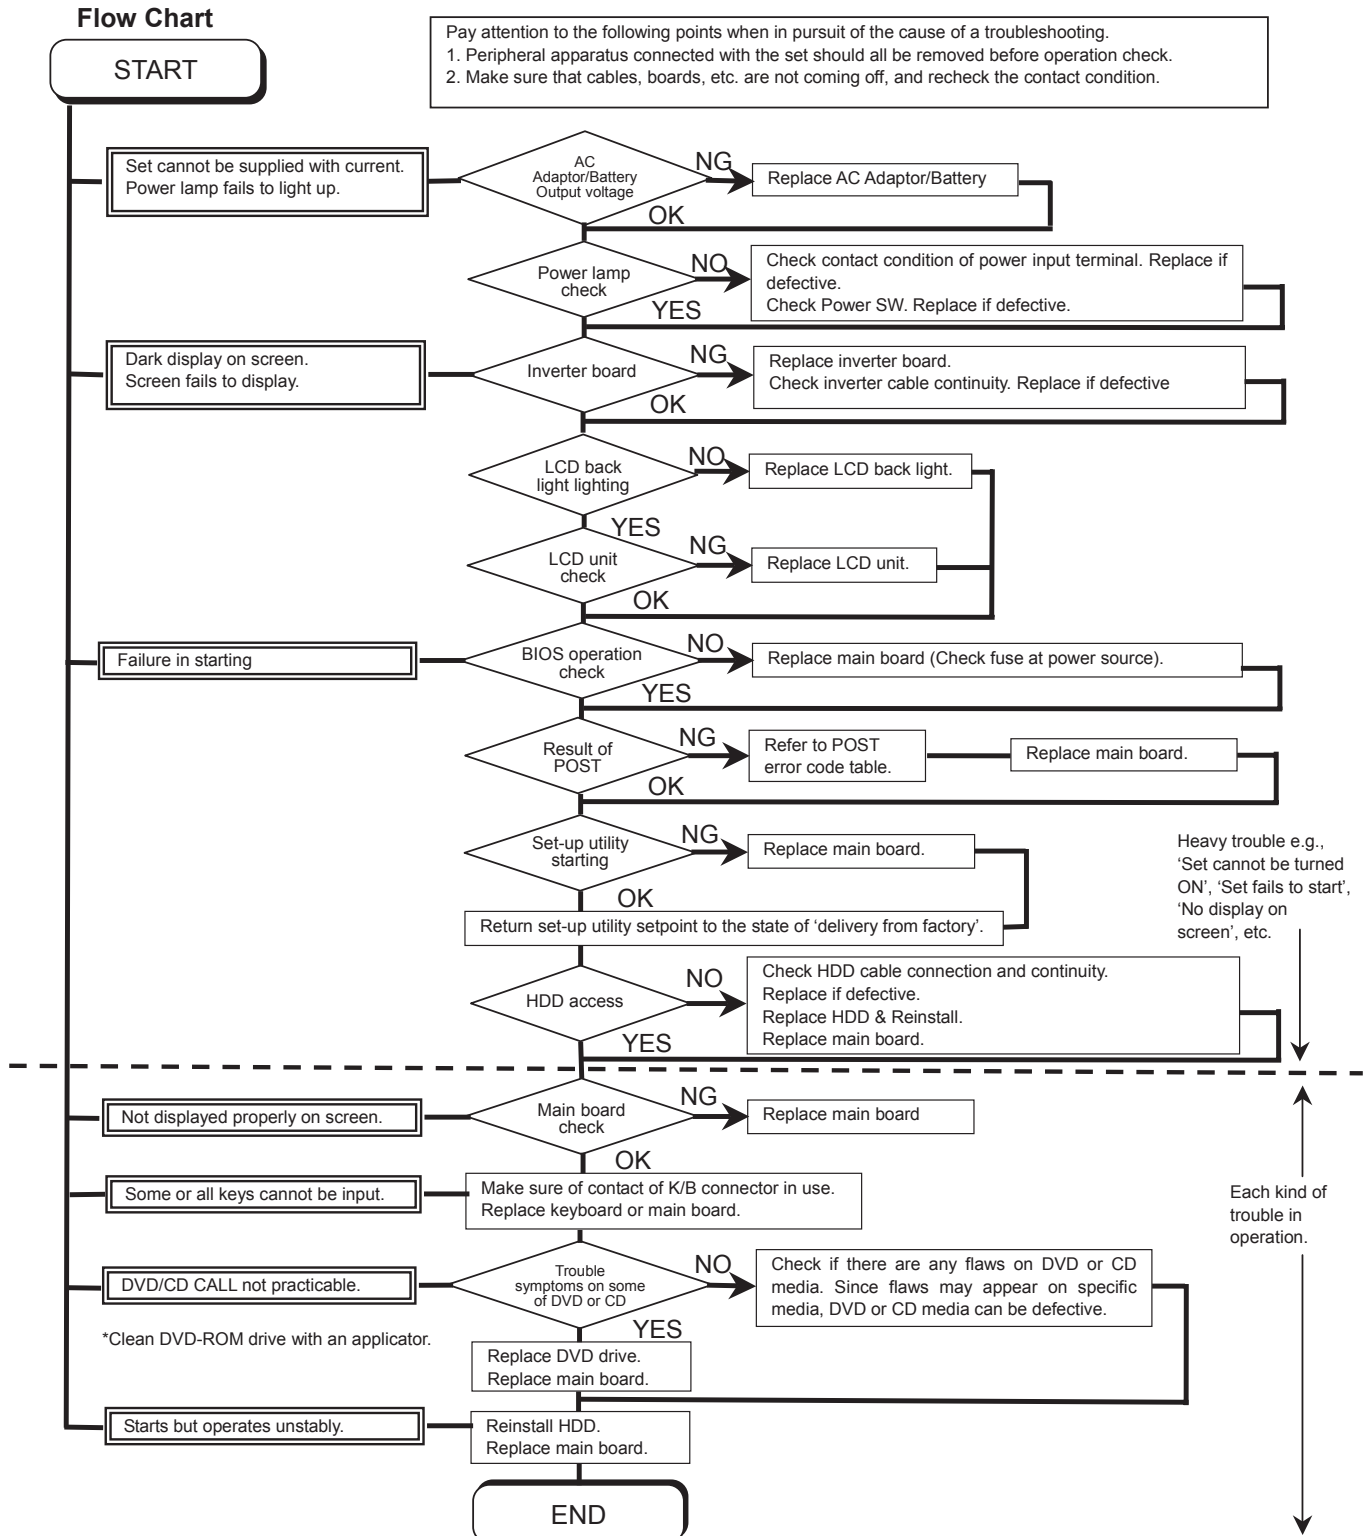 Flow Chart
START
Pay attention to the following points when in pursuit of the cause of a troubleshooting.
1. Peripheral apparatus connected with the set should all be removed before operation check.
2. Make sure that cables, boards, etc. are not coming off, and recheck the contact condition.
Set cannot be supplied with current.
Power lamp fails to light up.
AC
Adaptor/Battery
Output voltage
NG
Replace AC Adaptor/Battery
OK
Power lamp
check
NO
Check contact condition of power input terminal. Replace if
defective.
Check Power SW. Replace if defective.
YES
Dark display on screen.
Screen fails to display.
Inverter board
NG
Replace inverter board.
Check inverter cable continuity. Replace if defective
OK
LCD back
light lighting
NO
Replace LCD back light.
YES
LCD unit
check
NG
Replace LCD unit.
OK
Failure in starting
BIOS operation
check
NO
Replace main board (Check fuse at power source).
YES
Result of
POST
NG
Refer to POST
error code table.
Replace main board.
OK
Set-up utility
starting
NG
Replace main board.
OK
Return set-up utility setpoint to the state of ‘delivery from factory’.
Heavy trouble e.g.,
‘Set cannot be turned
ON’, ‘Set fails to start’,
‘No display on
screen’, etc.
HDD access
NO
Check HDD cable connection and continuity.
Replace if defective.
Replace HDD & Reinstall.
Replace main board.
YES
Not displayed properly on screen.
Main board
check
NG
Replace main board
OK
Some or all keys cannot be input.
Make sure of contact of K/B connector in use.
Replace keyboard or main board.
Each kind of
trouble in
operation.
DVD/CD CALL not practicable.
Trouble
symptoms on some
of DVD or CD
NO
Check if there are any flaws on DVD or CD
media. Since flaws may appear on specific
media, DVD or CD media can be defective.
YES
*Clean DVD-ROM drive with an applicator.
Replace DVD drive.
Replace main board.
Starts but operates unstably.
Reinstall HDD.
Replace main board.
END